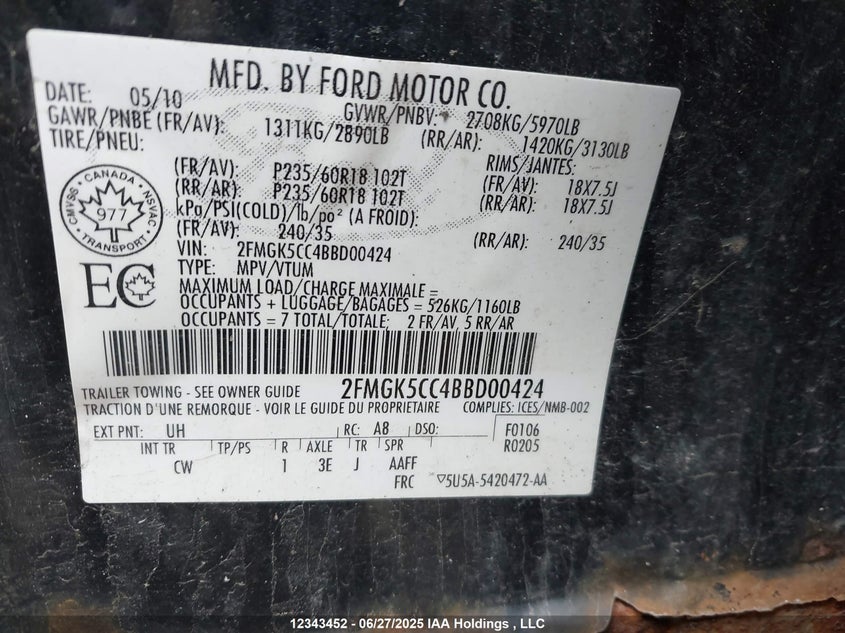 MFD. BY FORD MOTOR CO.
DATE: 05/10 GVWR/PNBV: 2708KG/5970LB
GAWR/PNBE (FR/AV): 1311KG/2890LB (RR/AR): 1420KG/3130LB
TIRE/PNEU: RIMS/JANTES:
(FR/AV): P235/60R18 102T (FR/AV): 18X7.5J
(RR/AR): P235/60R18 102T (RR/AR): 18X7.5J
kPa/PSI(COLD)/lb/po² (A FROID):
(FR/AV): 240/35 (RR/AR): 240/35
VIN: 2FMGK5CC4BBD00424
TYPE: MPV/VTUM
MAXIMUM LOAD/CHARGE MAXIMALE =
OCCUPANTS + LUGGAGE/BAGAGES = 526KG/1160LB
OCCUPANTS = 7 TOTAL/TOTALE; 2 FR/AV, 5 RR/AR
CANADA
CMVSS 977 NSVAC
TRANSPORT
EC
TRAILER TOWING - SEE OWNER GUIDE 2FMGK5CC4BBD00424
TRACTION D'UNE REMORQUE - VOIR LE GUIDE DU PROPRIETAIRE COMPLIES: ICES/NMB-002
EXT PNT: UH RC: A8 DSO: F0106
INT TR TP/PS R AXLE TR SPR R0205
CW 1 3E J AAFF
FRC ▽5U5A-5420472-AA
12343452 - 06/27/2025 IAA Holdings , LLC